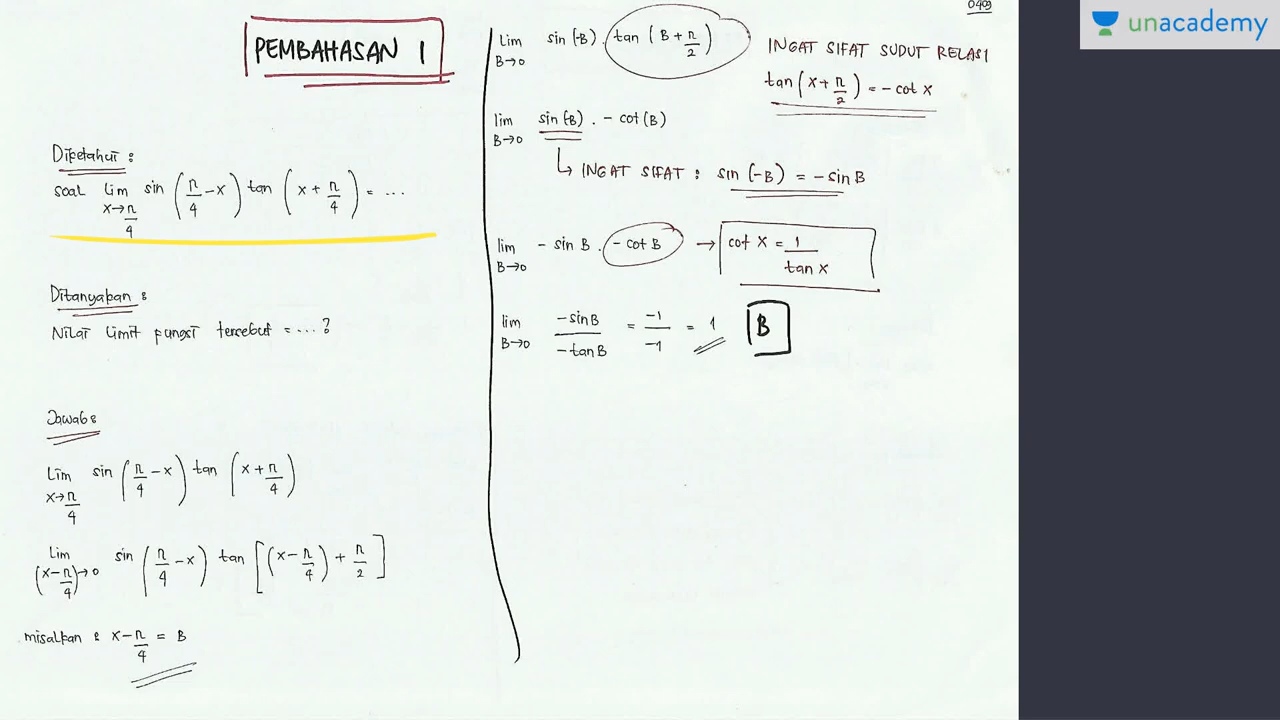 PEMBAHASAN 1
Diketahui :
soal lim x→π/4 sin (π/4 − x) tan (x + π/4) = ...
Ditanyakan :
Nilai limit fungsi tersebut = ... ?
Jawab :
Lim x→π/4 sin (π/4 − x) tan (x + π/4)
Lim (x − π/4)→0 sin (π/4 − x) tan [(x − π/4) + π/2]
misalkan : x − π/4 = B
0409
Lim B→0 sin (−B) . tan (B + π/2)
INGAT SIFAT SUDUT RELASI
tan (x + π/2) = − cot x
lim B→0 sin (−B) . − cot (B)
↳ INGAT SIFAT : sin (−B) = − sin B
lim B→0 − sin B . − cot B → cot x = 1/tan x
lim B→0 −sin B/−tan B = −1/−1 = 1 B
unacademy